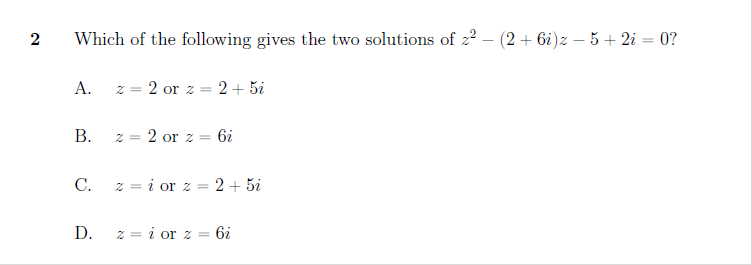 2 Which of the following gives the two solutions of z² − (2 + 6i)z − 5 + 2i = 0?
A. z = 2 or z = 2 + 5i
B. z = 2 or z = 6i
C. z = i or z = 2 + 5i
D. z = i or z = 6i